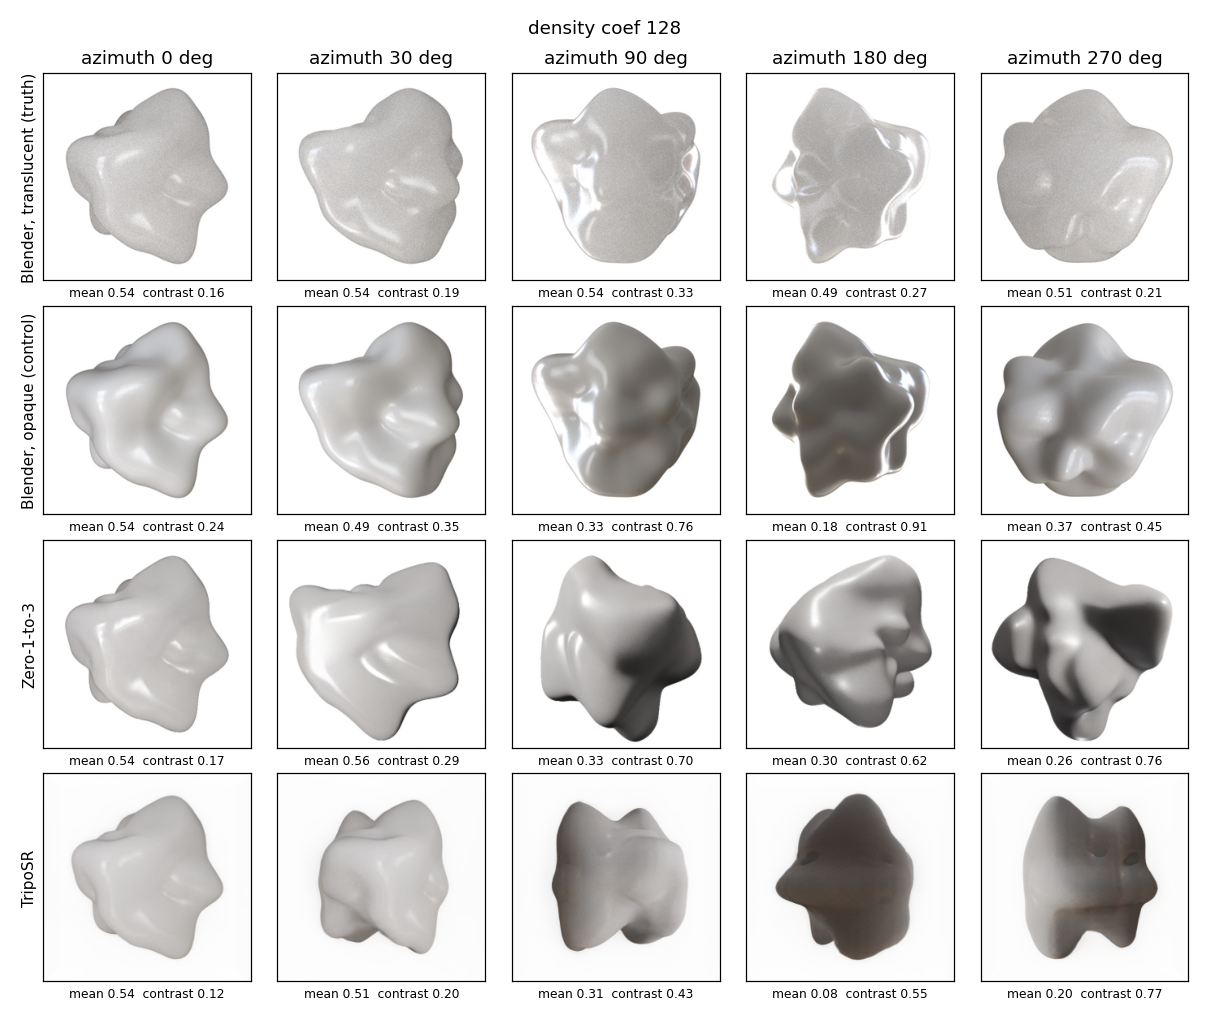 density coef 128
azimuth 0 deg
azimuth 30 deg
azimuth 90 deg
azimuth 180 deg
azimuth 270 deg
Blender, translucent (truth)
mean 0.54 contrast 0.16
mean 0.54 contrast 0.19
mean 0.54 contrast 0.33
mean 0.49 contrast 0.27
mean 0.51 contrast 0.21
Blender, opaque (control)
mean 0.54 contrast 0.24
mean 0.49 contrast 0.35
mean 0.33 contrast 0.76
mean 0.18 contrast 0.91
mean 0.37 contrast 0.45
Zero-1-to-3
mean 0.54 contrast 0.17
mean 0.56 contrast 0.29
mean 0.33 contrast 0.70
mean 0.30 contrast 0.62
mean 0.26 contrast 0.76
TripoSR
mean 0.54 contrast 0.12
mean 0.51 contrast 0.20
mean 0.31 contrast 0.43
mean 0.08 contrast 0.55
mean 0.20 contrast 0.77